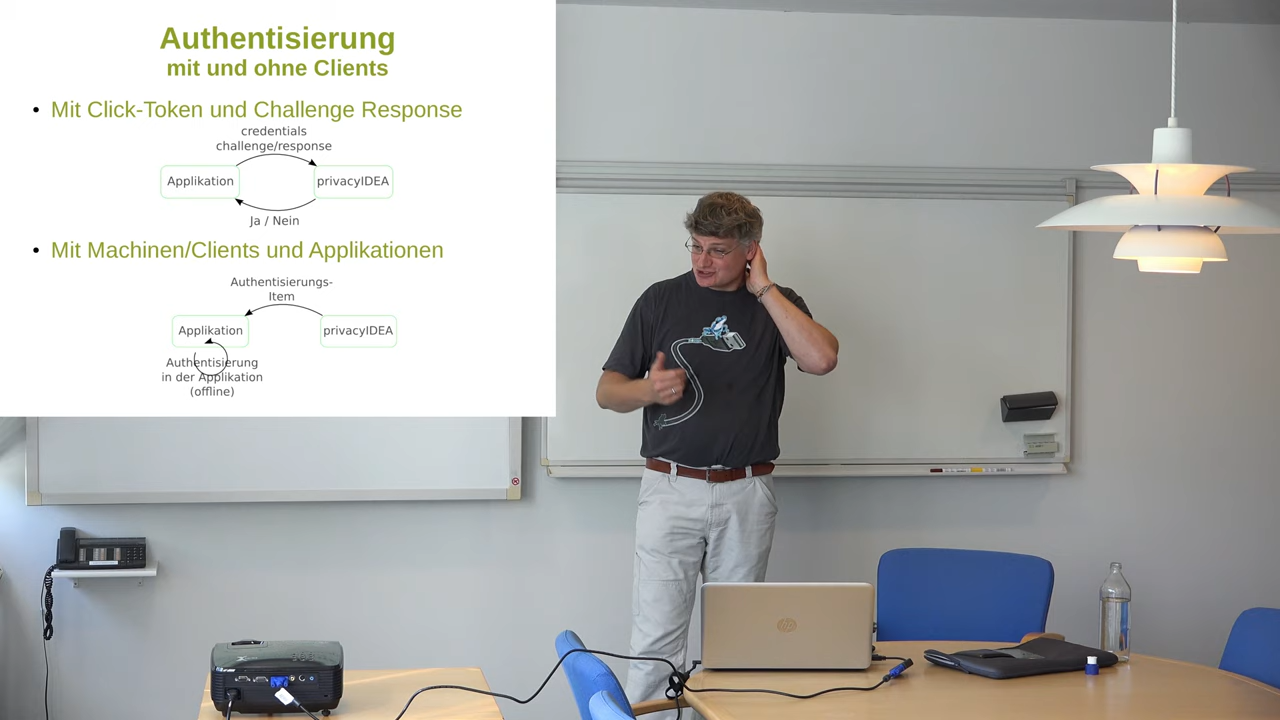 Authentisierung
mit und ohne Clients
Mit Click-Token und Challenge Response
credentials
challenge/response
Applikation
privacyIDEA
Ja / Nein
Mit Machinen/Clients und Applikationen
Authentisierungs-
Item
Applikation
privacyIDEA
Authentisierung
in der Applikation
(offline)
hp